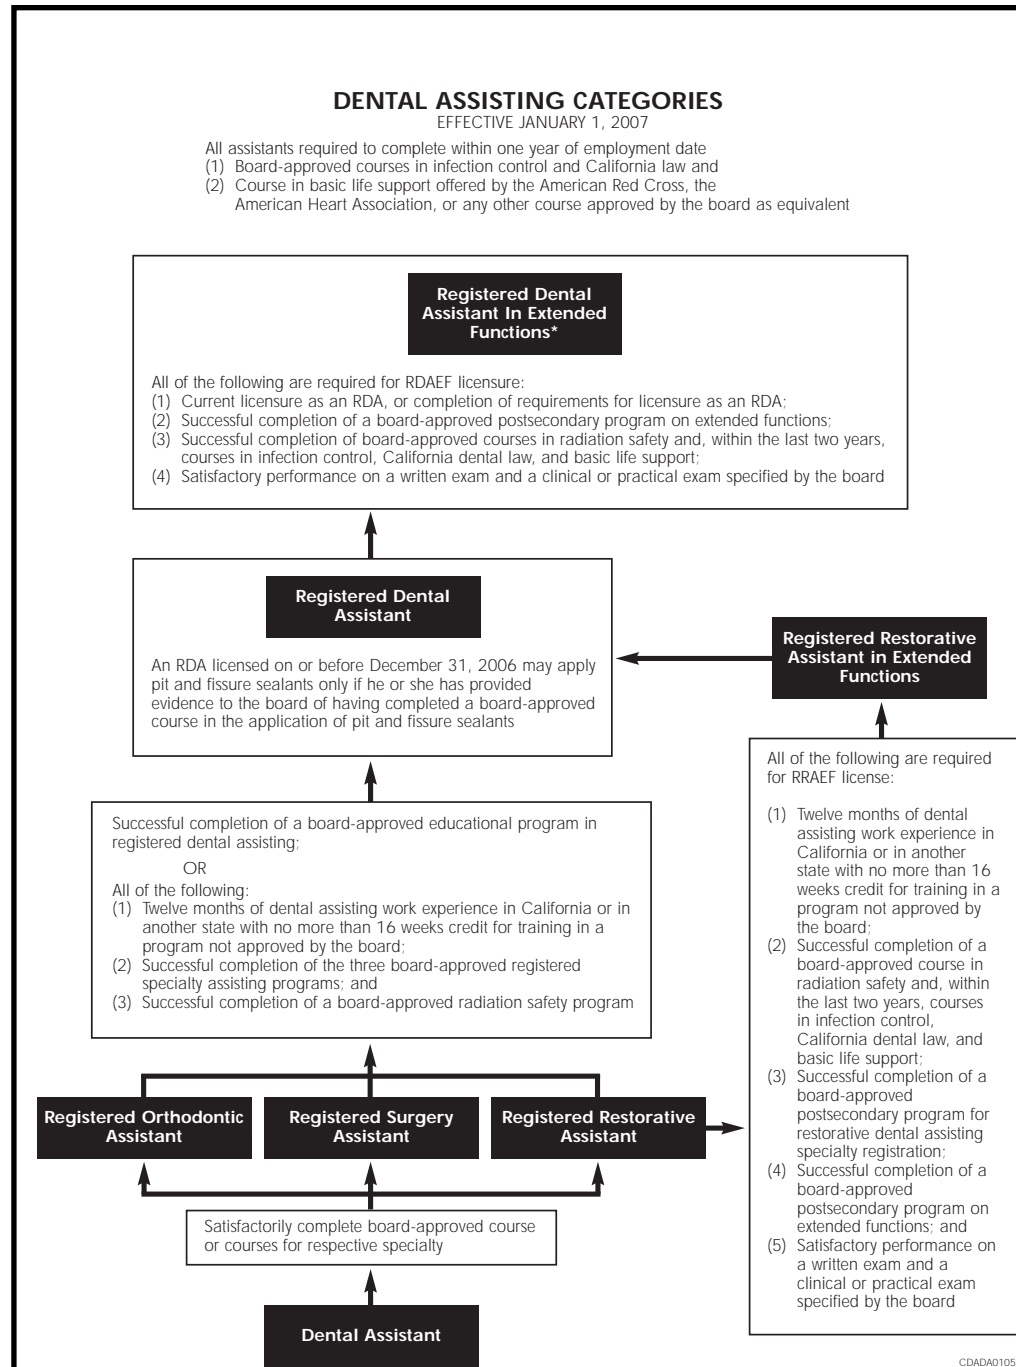 DENTAL ASSISTING CATEGORIES
EFFECTIVE JANUARY 1, 2007
All assistants required to complete within one year of employment date
(1) Board-approved courses in infection control and California law and
(2) Course in basic life support offered by the American Red Cross, the
American Heart Association, or any other course approved by the board as equivalent
Registered Dental
Assistant In Extended
Functions*
All of the following are required for RDAEF licensure:
(1) Current licensure as an RDA, or completion of requirements for licensure as an RDA;
(2) Successful completion of a board-approved postsecondary program on extended functions;
(3) Successful completion of board-approved courses in radiation safety and, within the last two years,
courses in infection control, California dental law, and basic life support;
(4) Satisfactory performance on a written exam and a clinical or practical exam specified by the board
Registered Dental
Assistant
An RDA licensed on or before December 31, 2006 may apply
pit and fissure sealants only if he or she has provided
evidence to the board of having completed a board-approved
course in the application of pit and fissure sealants
Registered Restorative
Assistant in Extended
Functions
All of the following are required
for RRAEF license:
(1) Twelve months of dental
assisting work experience in
California or in another
state with no more than 16
weeks credit for training in a
program not approved by
the board;
(2) Successful completion of a
board-approved course in
radiation safety and, within
the last two years, courses
in infection control,
California dental law, and
basic life support;
(3) Successful completion of a
board-approved
postsecondary program for
restorative dental assisting
specialty registration;
(4) Successful completion of a
board-approved
postsecondary program on
extended functions; and
(5) Satisfactory performance on
a written exam and a
clinical or practical exam
specified by the board
Successful completion of a board-approved educational program in
registered dental assisting;
OR
All of the following:
(1) Twelve months of dental assisting work experience in California or in
another state with no more than 16 weeks credit for training in a
program not approved by the board;
(2) Successful completion of the three board-approved registered
specialty assisting programs; and
(3) Successful completion of a board-approved radiation safety program
Registered Orthodontic
Assistant
Registered Surgery
Assistant
Registered Restorative
Assistant
Satisfactorily complete board-approved course
or courses for respective specialty
Dental Assistant
CDADA0105